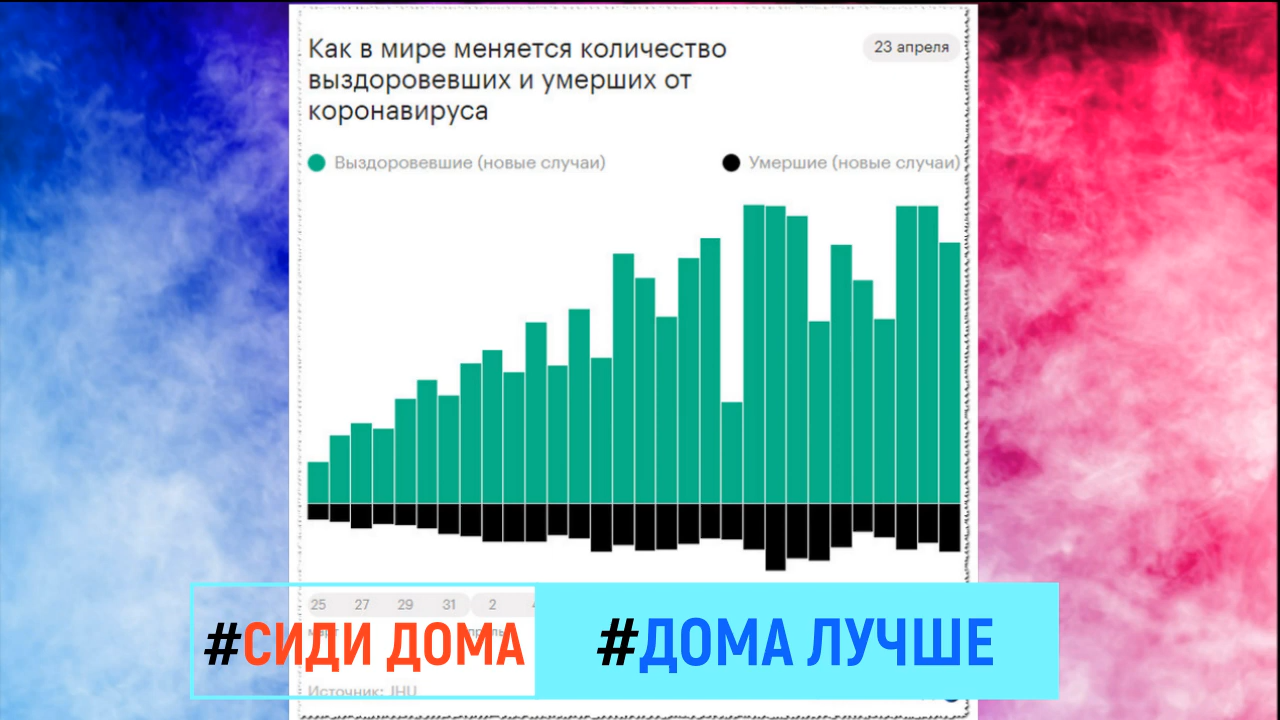 Как в мире меняется количество
выздоровевших и умерших от
коронавируса
23 апреля
Выздоровевшие (новые случаи)
Умершие (новые случаи)
25 27 29 31 2
#СИДИ ДОМА
#ДОМА ЛУЧШЕ
Источник: JHU